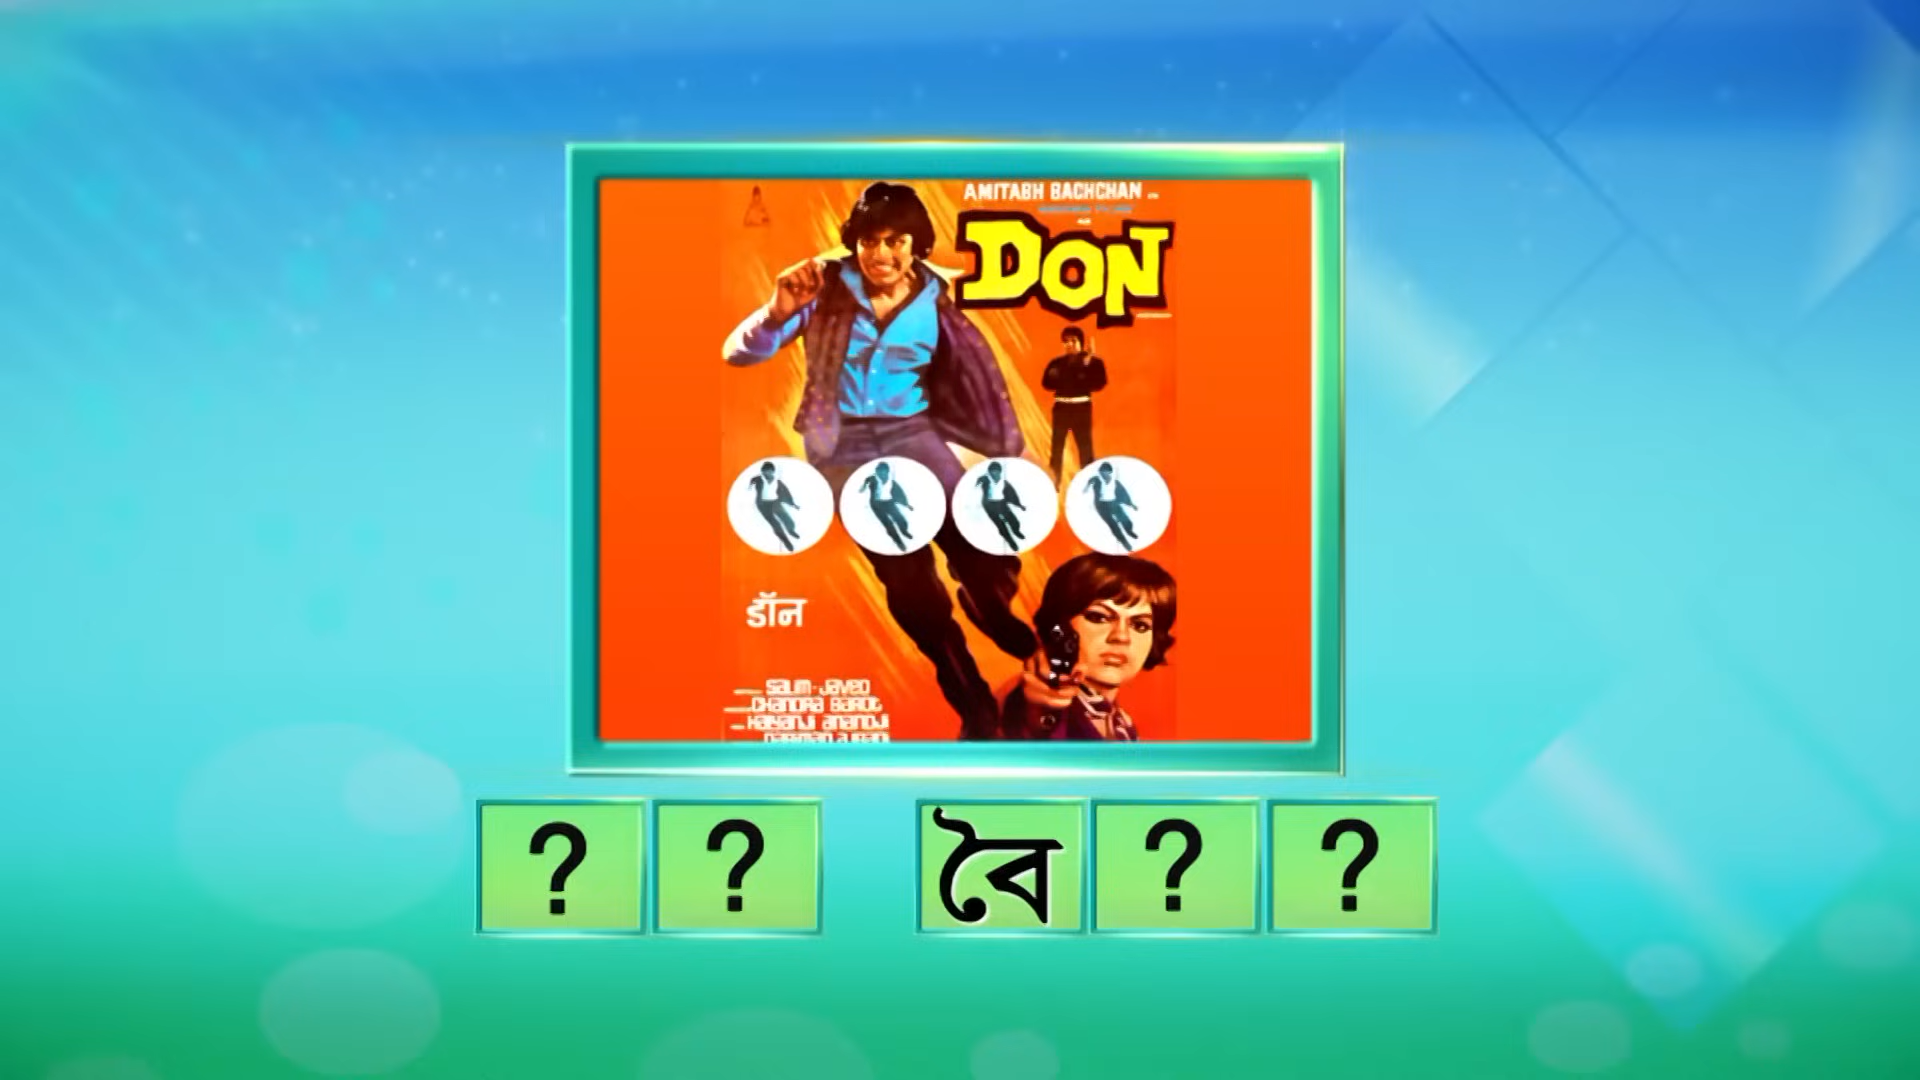 AMITABH BACHCHAN
DON
डॉन
SALIM-JAVED
CHANDRA BAROT
KALYANJI ANANDJI
? ? বৈ ? ?